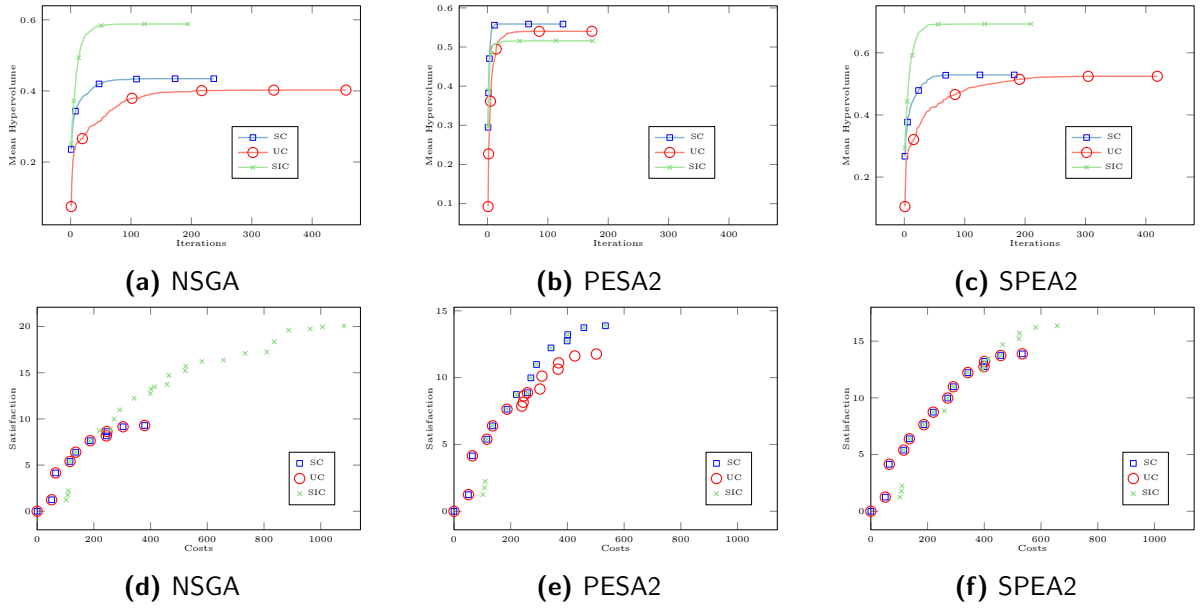 0.6
0.4
0.2
Mean Hypervolume
0
100
200
300
400
Iterations
SC
UC
SIC
(a) NSGA
0.6
0.5
0.4
0.3
0.2
0.1
Mean Hypervolume
0
100
200
300
400
Iterations
SC
UC
SIC
(b) PESA2
0.6
0.4
0.2
Mean Hypervolume
0
100
200
300
400
Iterations
SC
UC
SIC
(c) SPEA2
20
15
10
5
0
Satisfaction
0
200
400
600
800
1000
Costs
SC
UC
SIC
(d) NSGA
15
10
5
0
Satisfaction
0
200
400
600
800
1000
Costs
SC
UC
SIC
(e) PESA2
15
10
5
0
Satisfaction
0
200
400
600
800
1000
Costs
SC
UC
SIC
(f) SPEA2